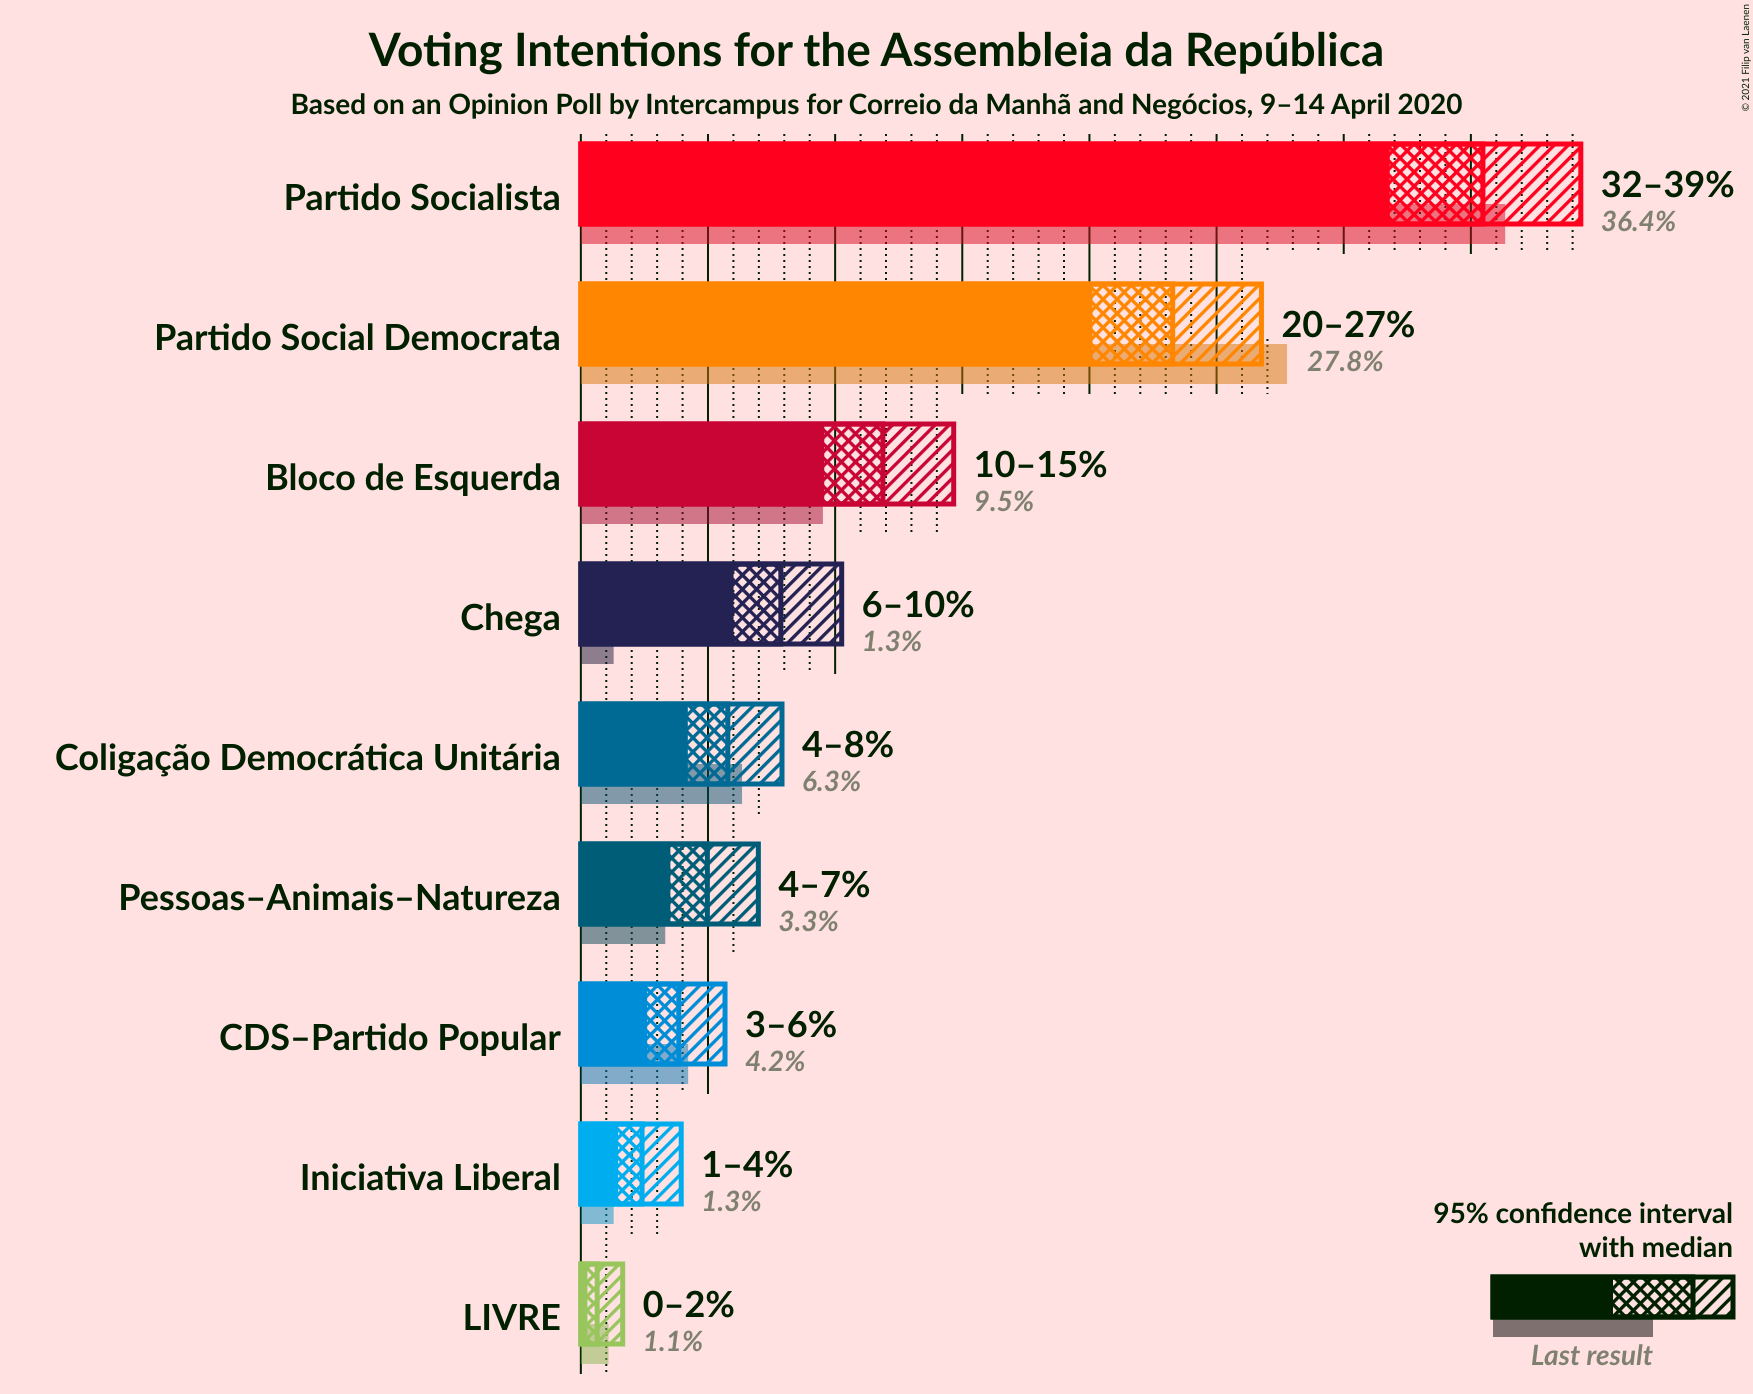 Voting Intentions for the Assembleia da República
Based on an Opinion Poll by Intercampus for Correio da Manhã and Negócios, 9–14 April 2020
© 2021 Filip van Laenen
Partido Socialista
32–39%
36.4%
Partido Social Democrata
20–27%
27.8%
Bloco de Esquerda
10–15%
9.5%
Chega
6–10%
1.3%
Coligação Democrática Unitária
4–8%
6.3%
Pessoas–Animais–Natureza
4–7%
3.3%
CDS–Partido Popular
3–6%
4.2%
Iniciativa Liberal
1–4%
1.3%
LIVRE
0–2%
1.1%
95% confidence interval
with median
Last result